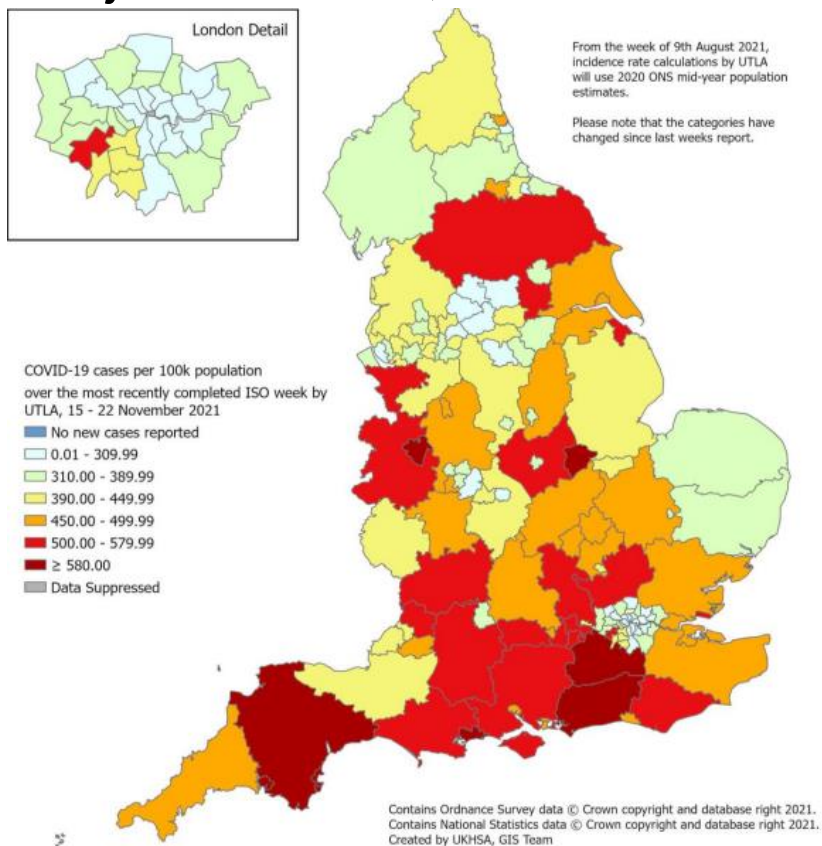 London Detail
From the week of 9th August 2021,
incidence rate calculations by UTLA
will use 2020 ONS mid-year population
estimates.
Please note that the categories have
changed since last weeks report.
COVID-19 cases per 100k population
over the most recently completed ISO week by
UTLA, 15 - 22 November 2021
No new cases reported
0.01 - 309.99
310.00 - 389.99
390.00 - 449.99
450.00 - 499.99
500.00 - 579.99
≥ 580.00
Data Suppressed
Contains Ordnance Survey data © Crown copyright and database right 2021.
Contains National Statistics data © Crown copyright and database right 2021.
Created by UKHSA, GIS Team